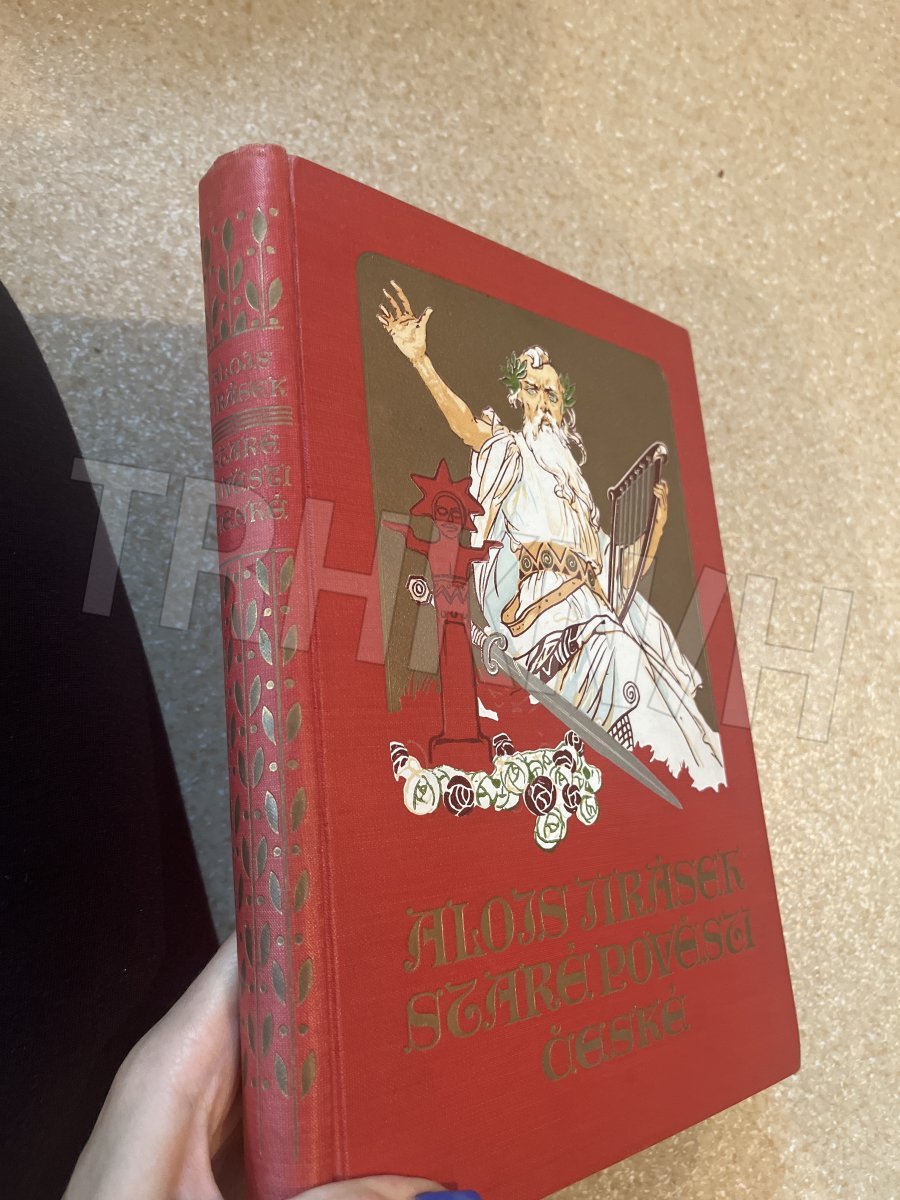 ALOIS
JIRÁSEK
STARÉ
POVĚSTI
ČESKÉ
ALOIS JIRÁSEK
STARÉ POVĚSTI
ČESKÉ